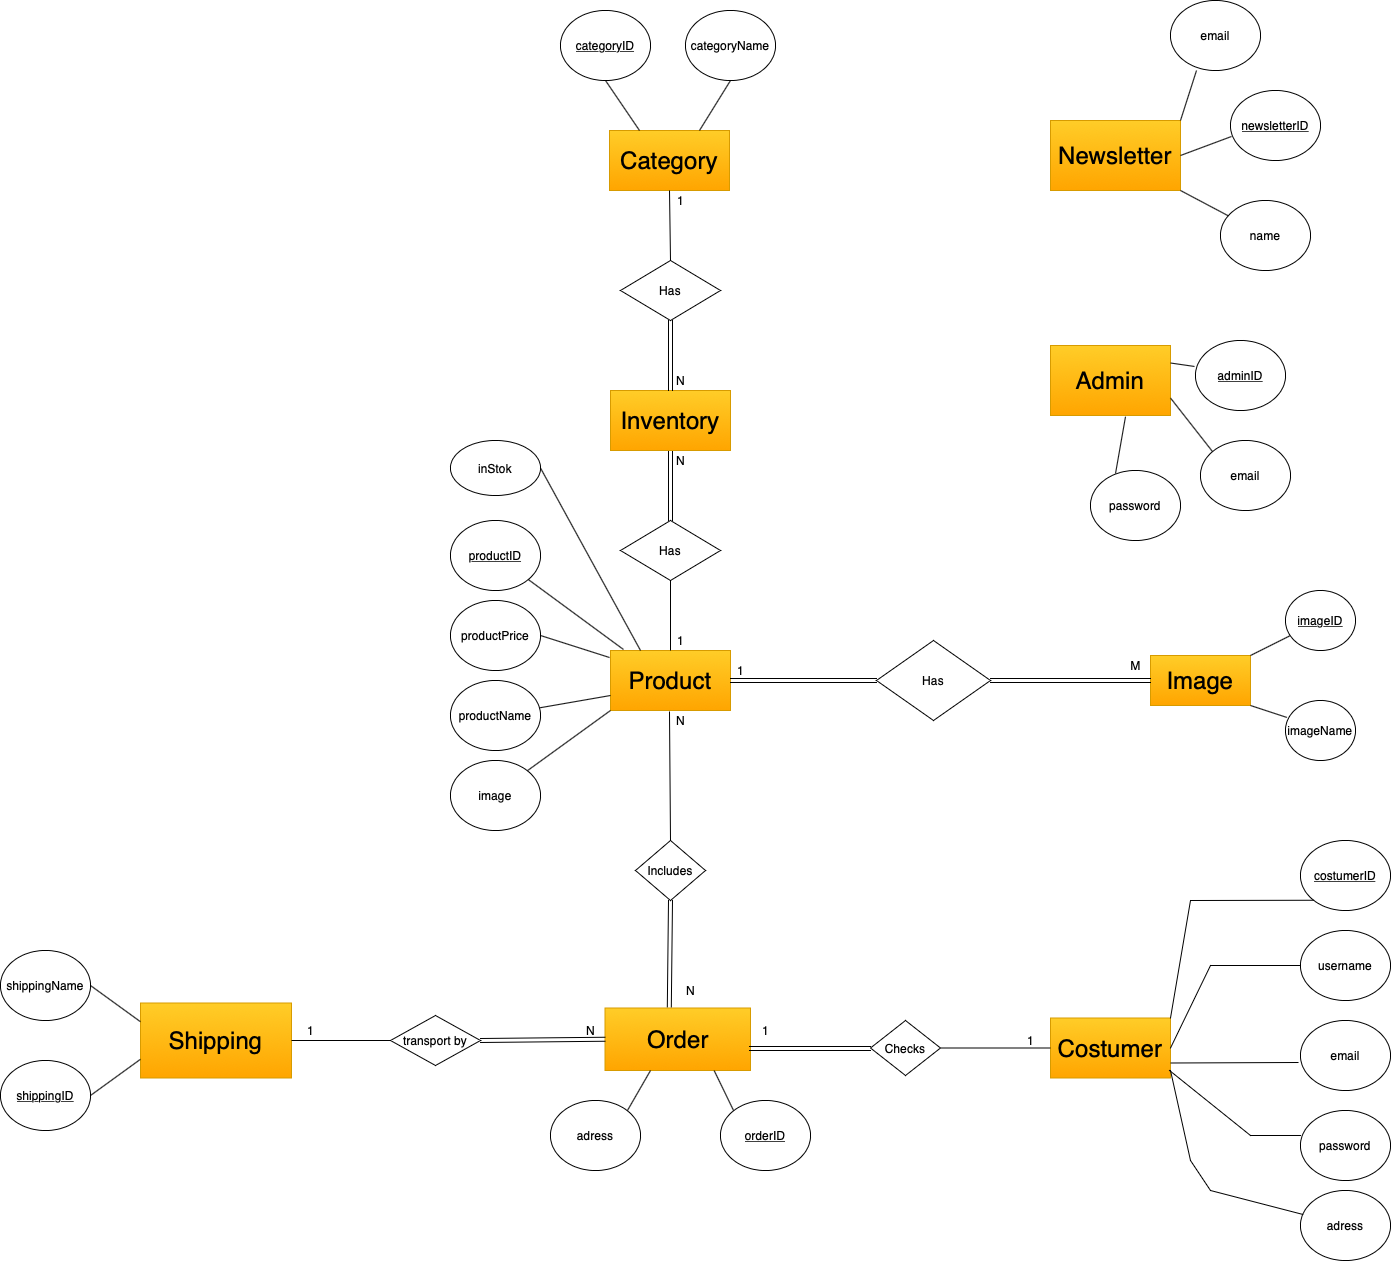 categoryID
categoryName
email
newsletterID
Category
Newsletter
1
name
Has
adminID
N
Admin
Inventory
N
inStok
email
password
Has
productID
imageID
productPrice
1
1
M
Product
Has
Image
productName
N
imageName
image
Includes
costumerID
username
shippingName
N
1
N
1
1
Shipping
transport by
Order
Checks
Costumer
email
shippingID
adress
orderID
password
adress